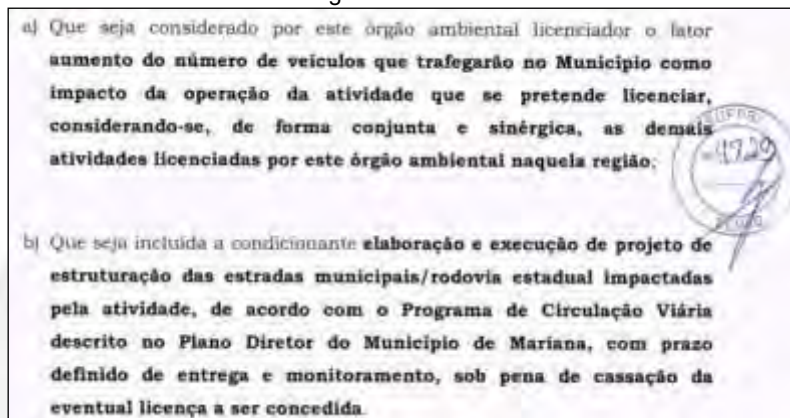 a) Que seja considerado por este órgão ambiental licenciador o fator
aumento do número de veículos que trafegarão no Município como
impacto da operação da atividade que se pretende licenciar,
considerando-se, de forma conjunta e sinérgica, as demais
atividades licenciadas por este órgão ambiental naquela região;
4729
b) Que seja incluída a condicionante elaboração e execução de projeto de
estruturação das estradas municipais/rodovia estadual impactadas
pela atividade, de acordo com o Programa de Circulação Viária
descrito no Plano Diretor do Município de Mariana, com prazo
definido de entrega e monitoramento, sob pena de cassação da
eventual licença a ser concedida.